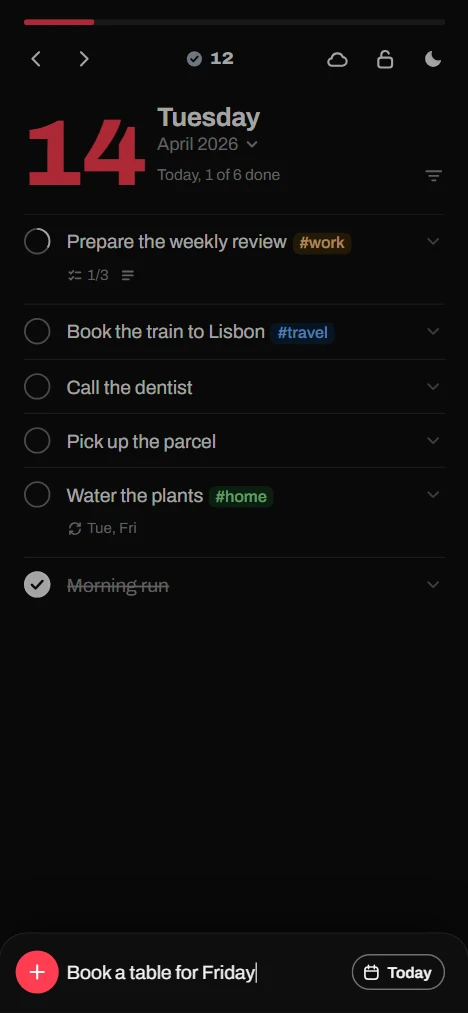 12
14
Tuesday
April 2026
Today, 1 of 6 done
Prepare the weekly review #work
1/3
Book the train to Lisbon #travel
Call the dentist
Pick up the parcel
Water the plants #home
Tue, Fri
Morning run
Book a table for Friday
Today